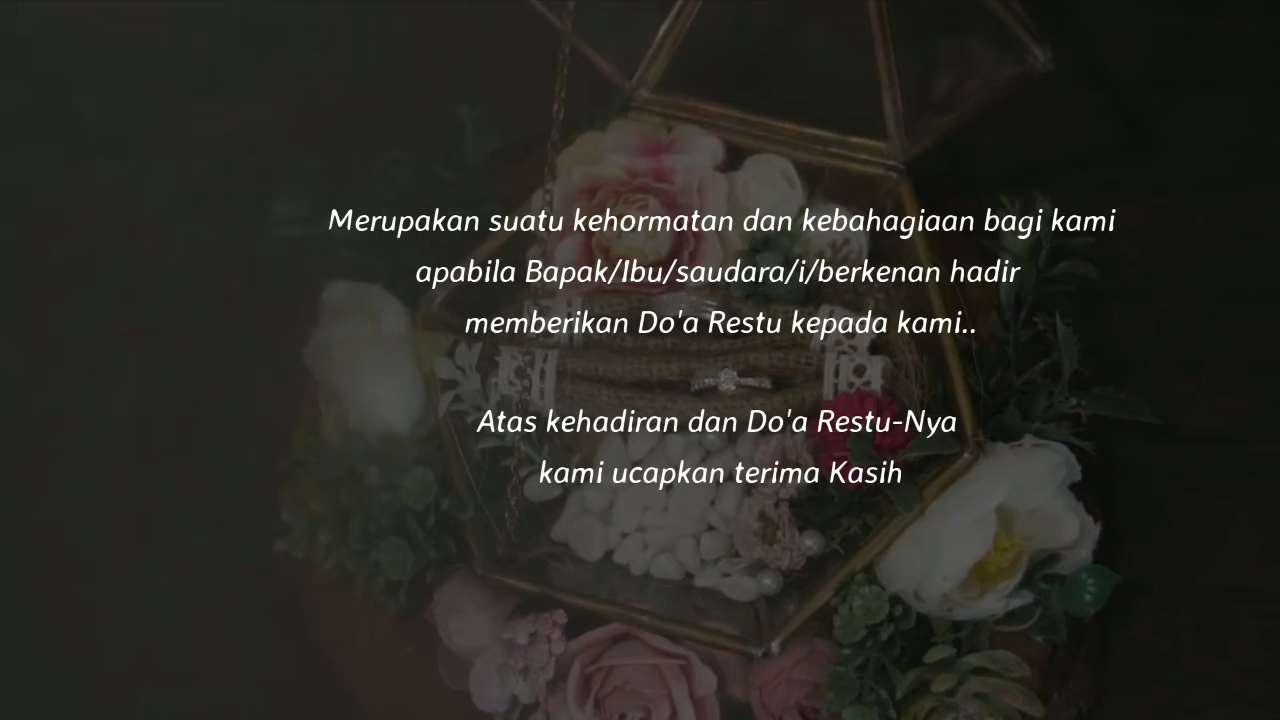 Merupakan suatu kehormatan dan kebahagiaan bagi kami
apabila Bapak/Ibu/saudara/i/berkenan hadir
memberikan Do'a Restu kepada kami..
Atas kehadiran dan Do'a Restu-Nya
kami ucapkan terima Kasih